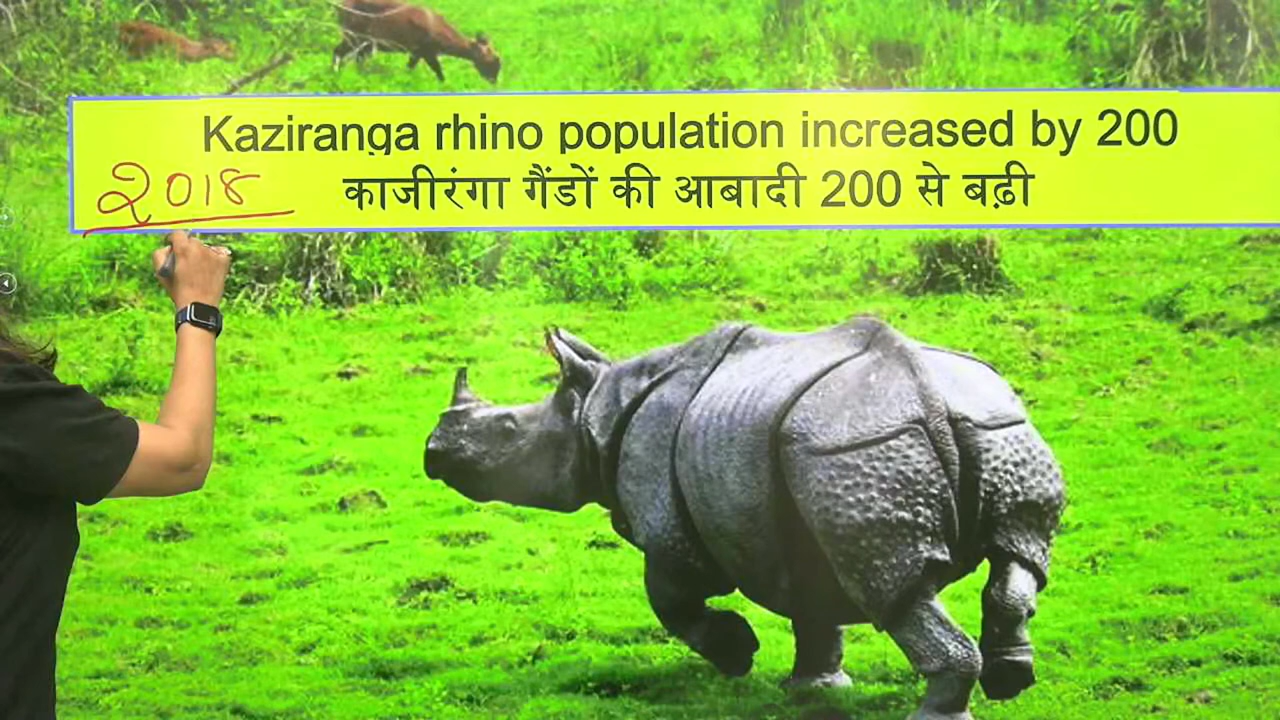 Kaziranga rhino population increased by 200
2018 काजीरंगा गैंडों की आबादी 200 से बढ़ी